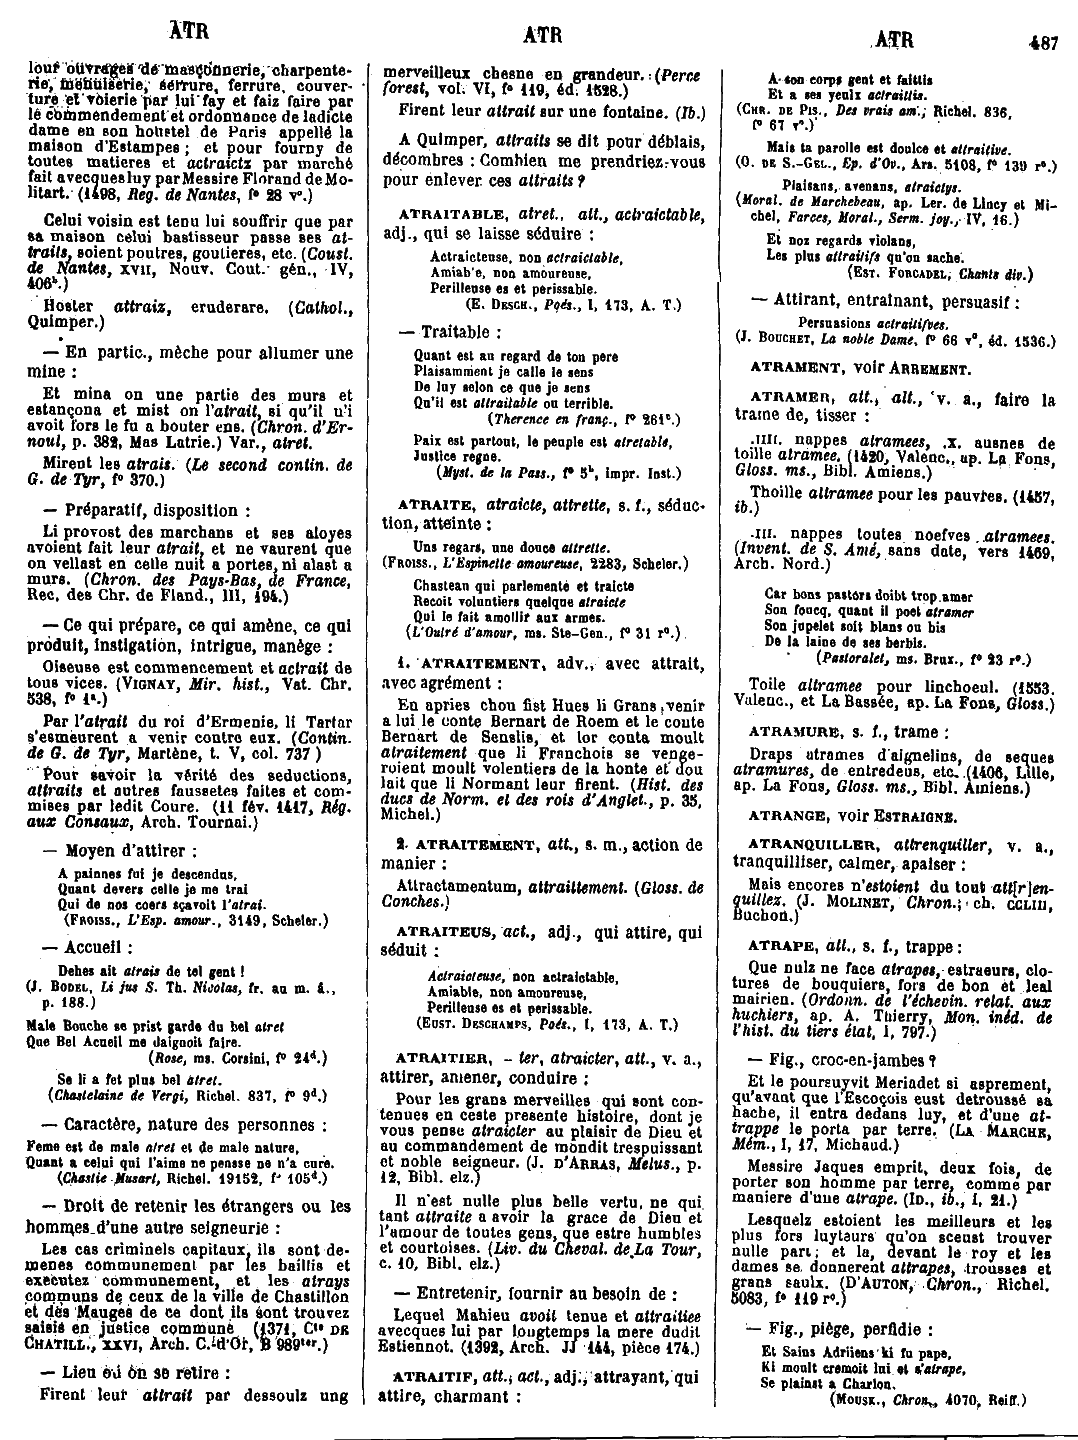 ATR
ATR
ATR
487
louf ouvrages de massonnerie, charpente-
rie, menuiserie, serrure, ferrure, couver-
ture et voierie par lui fay et faiz faire par
le commendement et ordonnance de ladicte
dame en son houstel de Paris appellé la
maison d'Estampes ; et pour fourny de
toutes matieres et actraictz par marché
fait avecques luy par Messire Florand de Mo-
litart. (1498, Reg. de Nantes, f° 28 v°.)
Celui voisin est tenu lui souffrir que par
sa maison celui bastisseur passe ses at-
traits, soient poutres, goutieres, etc. (Coust.
de Nantes, XVII, Nouv. Cout. gén., IV,
406b.)
Hoster attraiz, eruderare. (Cathol.,
Quimper.)
— En partic., mèche pour allumer une
mine :
Et mina on une partie des murs et
estançona et mist on l'atrait, si qu'il n'i
avoit fors le fu a bouter ens. (Chron. d'Er-
noul, p. 382, Mas Latrie.) Var., atret.
Mirent les atrais. (Le second contin. de
G. de Tyr, f° 370.)
— Préparatif, disposition :
Li provost des marchans et ses aloyes
avoient fait leur atrait, et ne vaurent que
on vellast en celle nuit a portes, ni alast a
murs. (Chron. des Pays-Bas, de France,
Rec. des Chr. de Fland., III, 194.)
— Ce qui prépare, ce qui amène, ce qui
produit, instigation, intrigue, manège :
Oiseuse est commencement et actrait de
tous vices. (VIGNAY, Mir. hist., Vat. Chr.
538, f° 1a.)
Par l'atrait du roi d'Ermenie, li Tartar
s'esmeurent a venir contre eux. (Contin.
de G. de Tyr, Martène, t. V, col. 737)
Pour savoir la vérité des seductions,
attraits et autres faussetes faites et com-
mises par ledit Coure. (11 fév. 1417, Rég.
aux Consaux, Arch. Tournai.)
— Moyen d'attirer :
A painnes fui je descendus,
Quant devers celle je me trai
Qui de nos coers sçavoit l'atrai.
(FROISS., L'Esp. amour., 3149, Scheler.)
— Accueil :
Dehes ait atrais de tel gent !
(J. BODEL, Li jus S. Th. Nicolas, fr. au m. â.,
p. 188.)
Male Bouche se prist garde du bel atret
Que Bel Acueil me daignoit faire.
(Rose, ms. Corsini, f° 24d.)
Se li a fet plus bel atret.
(Chastelaine de Vergi, Richel. 837, f° 9d.)
— Caractère, nature des personnes :
Feme est de male atret et de male nature,
Quant a celui qui l'aime ne pensse ne n'a cure.
(Chastie Musart, Richel. 19152, f° 105d.)
— Droit de retenir les étrangers ou les
hommes d'une autre seigneurie :
Les cas criminels capitaux, ils sont de-
menes communement par les baillis et
executez communement, et les atrays
communs de ceux de la ville de Chastillon
et des Mauges de ce dont ils sont trouvez
saisis en justice commune (1371, Cte DE
CHATILL., XXVI, Arch. C.-d'Or, B 989ter.)
— Lieu où on se retire :
Firent leur attrait par dessoulz ung
merveilleux chesne en grandeur. (Perce
forest, vol. VI, f° 119, éd. 1528.)
Firent leur attrait sur une fontaine. (Ib.)
A Quimper, attraits se dit pour déblais,
décombres : Combien me prendriez-vous
pour enlever ces attraits ?
ATRAITABLE, atret., att., actraictable,
adj., qui se laisse séduire :
Actraicteuse, non actraictable,
Amiab'e, non amoureuse,
Perilleuse es et perissable.
(E. DESCH., Poés., I, 173, A. T.)
— Traitable :
Quant est au regard de ton pere
Plaisamment je calle le sens
De luy selon ce que je sens
Qu'il est attraitable ou terrible.
(Therence en franç., f° 261c.)
Paix est partout, le peuple est atretable,
Justice regne.
(Myst. de la Pass., f° 5b, impr. Inst.)
ATRAITE, atraicte, attrette, s. f., séduc-
tion, atteinte :
Uns regars, une douce attrette.
(FROISS., L'Espinette amoureuse, 2283, Scheler.)
Chasteau qui parlemente et traicte
Recoit voluntiers quelque atraicte
Qui le fait amollir aux armes.
(L'Oultré d'amour, ms. Ste-Gen., f° 31 r°.)
1. ATRAITEMENT, adv., avec attrait,
avec agrément :
En apries chou fist Hues li Grans venir
a lui le conte Bernart de Roem et le conte
Bernart de Senslis, et lor conta moult
atraitement que li Franchois se venge-
roient moult volentiers de la honte et dou
lait que li Normant leur firent. (Hist. des
ducs de Norm. et des rois d'Anglet., p. 35,
Michel.)
2. ATRAITEMENT, att., s. m., action de
manier :
Attractamentum, attraittement. (Gloss. de
Conches.)
ATRAITEUS, act., adj., qui attire, qui
séduit :
Actraicteuse, non actraictable,
Amiable, non amoureuse,
Perilleuse es et perissable.
(EUST. DESCHAMPS, Poés., I, 173, A. T.)
ATRAITIER, - ter, atraicter, att., v. a.,
attirer, amener, conduire :
Pour les grans merveilles qui sont con-
tenues en ceste presente histoire, dont je
vous pense atraicter au plaisir de Dieu et
au commandement de mondit trespuissant
et noble seigneur. (J. D'ARRAS, Melus., p.
12, Bibl. elz.)
Il n'est nulle plus belle vertu, ne qui
tant attraite a avoir la grace de Dieu et
l'amour de toutes gens, que estre humbles
et courtoises. (Liv. du Cheval. de La Tour,
c. 10, Bibl. elz.)
— Entretenir, fournir au besoin de :
Lequel Mahieu avoit tenue et attraitiee
avecques lui par longtemps la mere dudit
Estiennot. (1392, Arch. JJ 144, pièce 174.)
ATRAITIF, att., act., adj., attrayant, qui
attire, charmant :
A ton corps gent et faittis
Et a ses yeulx actraittis.
(CHR. DE PIS., Des vrais am., Richel. 836,
f° 67 r°.)
Mais ta parolle est doulce et attraitive.
(O. DE S.-GEL., Ep. d'Ov., Ars. 5108, f° 139 r°.)
Plaisans, avenans, atraictys.
(Moral. de Marchebeau, ap. Ler. de Lincy et Mi-
chel, Farces, Moral., Serm. joy., IV, 16.)
Et noz regards violans,
Les plus attraitifs qu'on sache.
(EST. FORCADEL, Chants div.)
— Attirant, entraînant, persuasif :
Persuasions actraitifves.
(J. BOUCHET, La noble Dame, f° 66 v°, éd. 1536.)
ATRAMENT, voir ARREMENT.
ATRAMER, att., alt., v. a., faire la
trame de, tisser :
.IIII. nappes atramees, .x. ausnes de
toille atramee. (1420, Valenc., ap. La Fons,
Gloss. ms., Bibl. Amiens.)
Thoille attramee pour les pauvres. (1457,
ib.)
.III. nappes toutes noefves atramees.
(Invent. de S. Amé, sans date, vers 1469,
Arch. Nord.)
Car bons pastors doibt trop amer
Son foucq, quant il poet atramer
Son jupelet soit blans ou bis
De la laine de ses berbis.
(Pastoralet, ms. Brux., f° 23 r°.)
Toile attramee pour linchoeul. (1553,
Valenc., et La Bassée, ap. La Fons, Gloss.)
ATRAMURE, s. f., trame :
Draps atrames d'aignelins, de seques
atramures, de entredeus, etc. (1406, Lille,
ap. La Fons, Gloss. ms., Bibl. Amiens.)
ATRANGE, voir ESTRAIGNE.
ATRANQUILLER, attrenquiller, v. a.,
tranquilliser, calmer, apaiser :
Mais encores n'estoient du tout att[r]en-
quillez. (J. MOLINET, Chron., ch. CCLIII,
Buchon.)
ATRAPE, att., s. f., trappe :
Que nulz ne face atrapes, estraeurs, clo-
tures de bouquiers, fors de bon et leal
mairien. (Ordonn. de l'échevin. relat. aux
huchiers, ap. A. Thierry, Mon. inéd. de
l'hist. du tiers état, I, 797.)
— Fig., croc-en-jambes ?
Et le poursuyvit Meriadet si asprement,
qu'avant que l'Escoçois eust detroussé sa
hache, il entra dedans luy, et d'une at-
trappe le porta par terre. (LA MARCHE,
Mém., I, 17, Michaud.)
Messire Jaques emprit, deux fois, de
porter son homme par terre, comme par
maniere d'une atrape. (ID., ib., I, 21.)
Lesquelz estoient les meilleurs et les
plus fors luyteurs qu'on sceust trouver
nulle part; et la, devant le roy et les
dames se donnerent attrapes, trousses et
grans saulx. (D'AUTON, Chron., Richel.
5083, f° 119 r°.)
— Fig., piège, perfidie :
Et Sains Adriiens ki fu pape,
Ki moult cremoit lui et s'atrape,
Se plainst a Charlon.
(MOUSK., Chron., 4070, Reiff.)